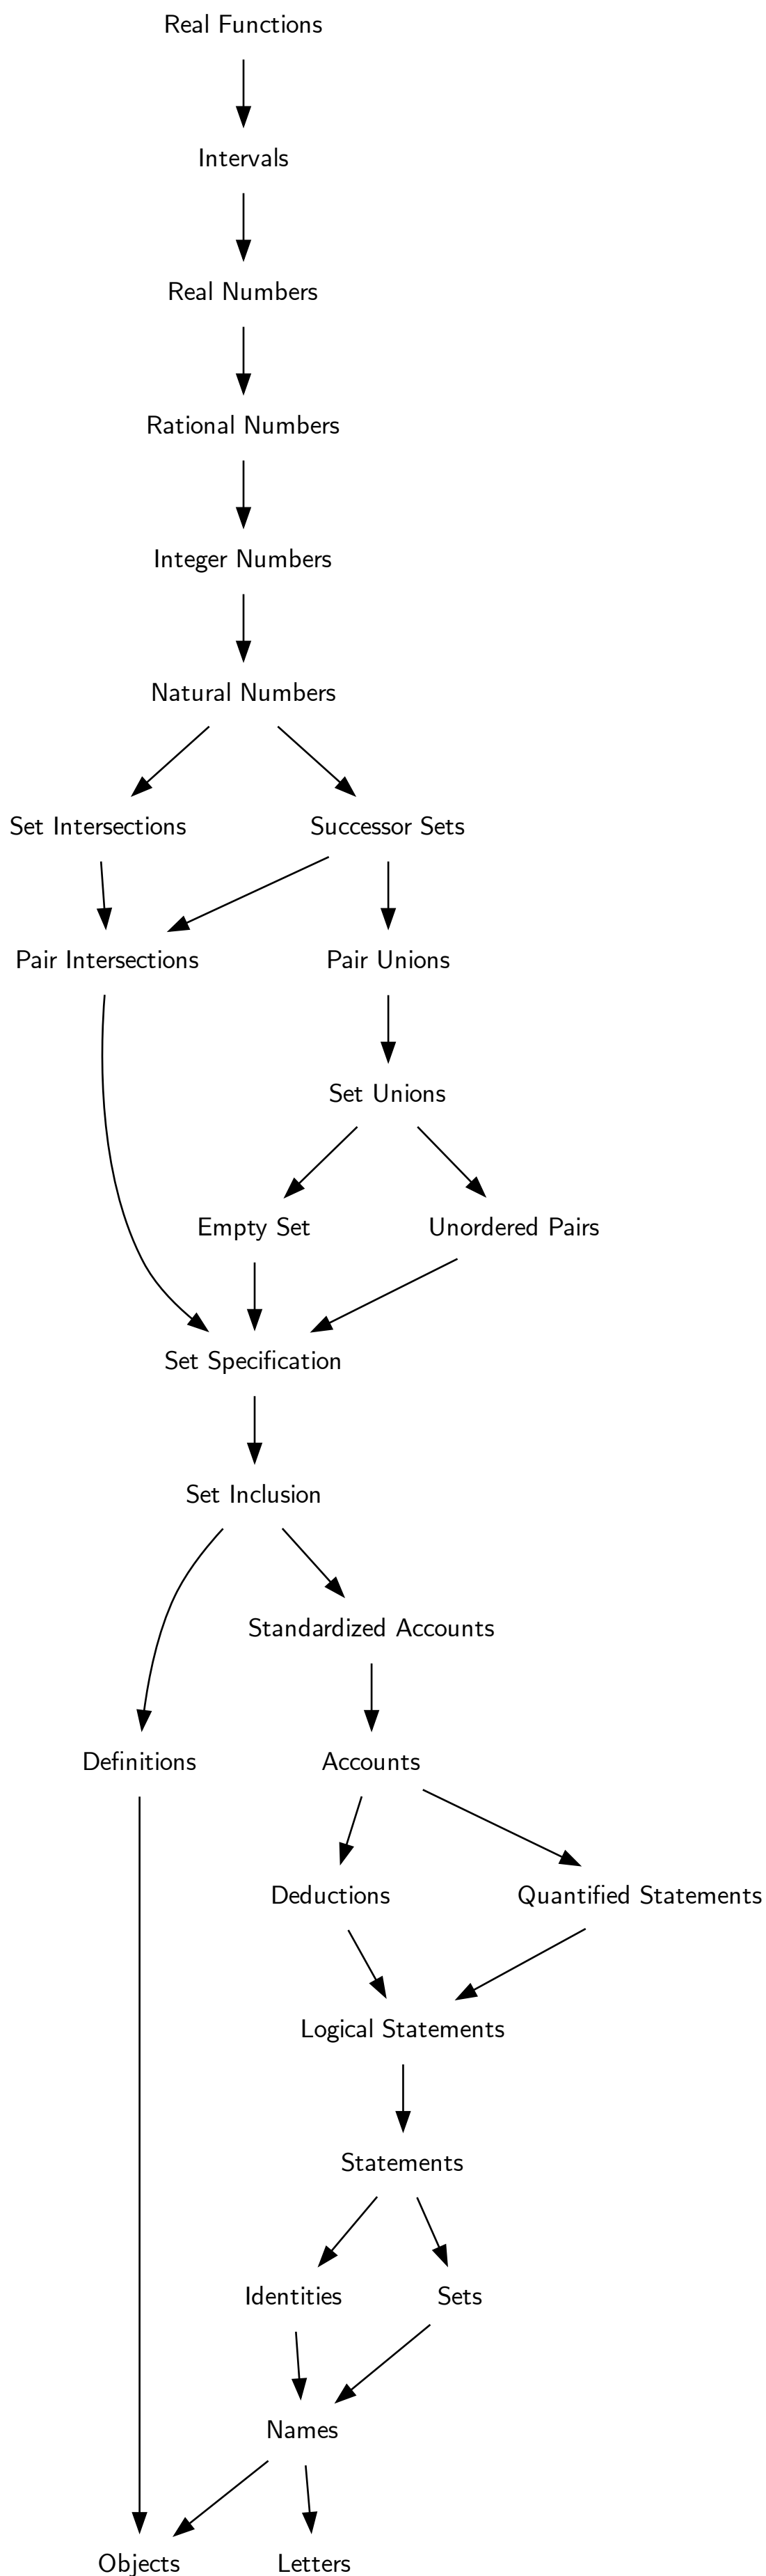 Real Functions
Intervals
Real Numbers
Rational Numbers
Integer Numbers
Natural Numbers
Set Intersections
Successor Sets
Pair Intersections
Pair Unions
Set Unions
Empty Set
Unordered Pairs
Set Specification
Set Inclusion
Standardized Accounts
Definitions
Accounts
Deductions
Quantified Statements
Logical Statements
Statements
Identities
Sets
Names
Objects
Letters